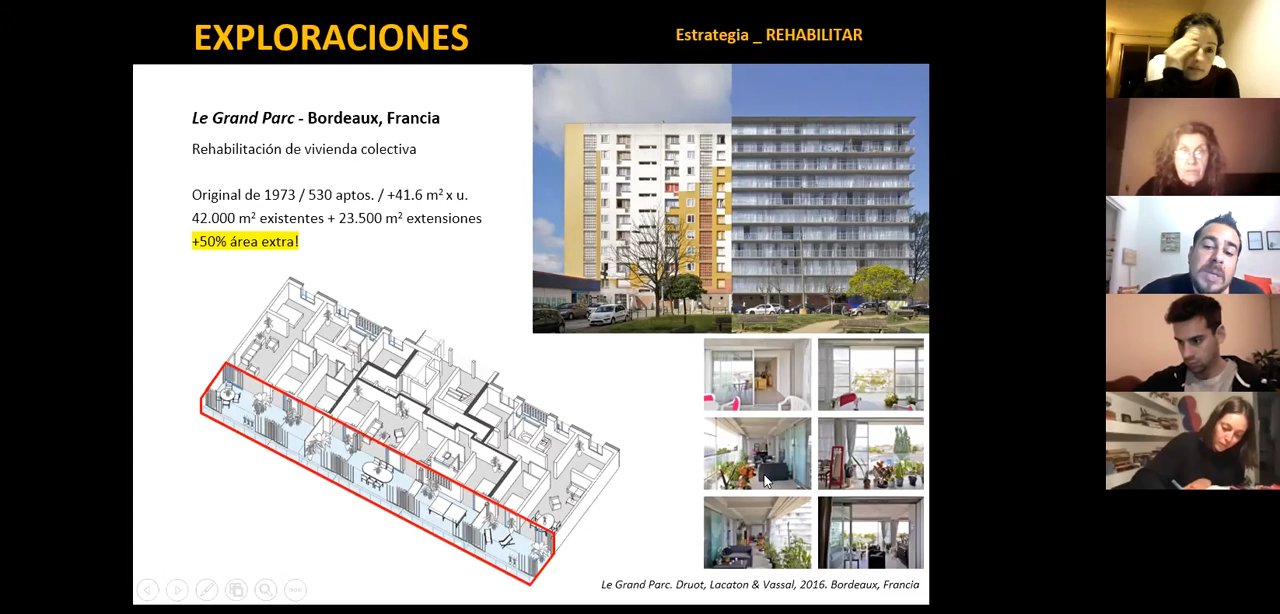 EXPLORACIONES
Estrategia _ REHABILITAR
Le Grand Parc - Bordeaux, Francia
Rehabilitación de vivienda colectiva
Original de 1973 / 530 aptos. / +41.6 m² x u.
42.000 m² existentes + 23.500 m² extensiones
+50% área extra!
Le Grand Parc. Druot, Lacaton & Vassal, 2016. Bordeaux, Francia